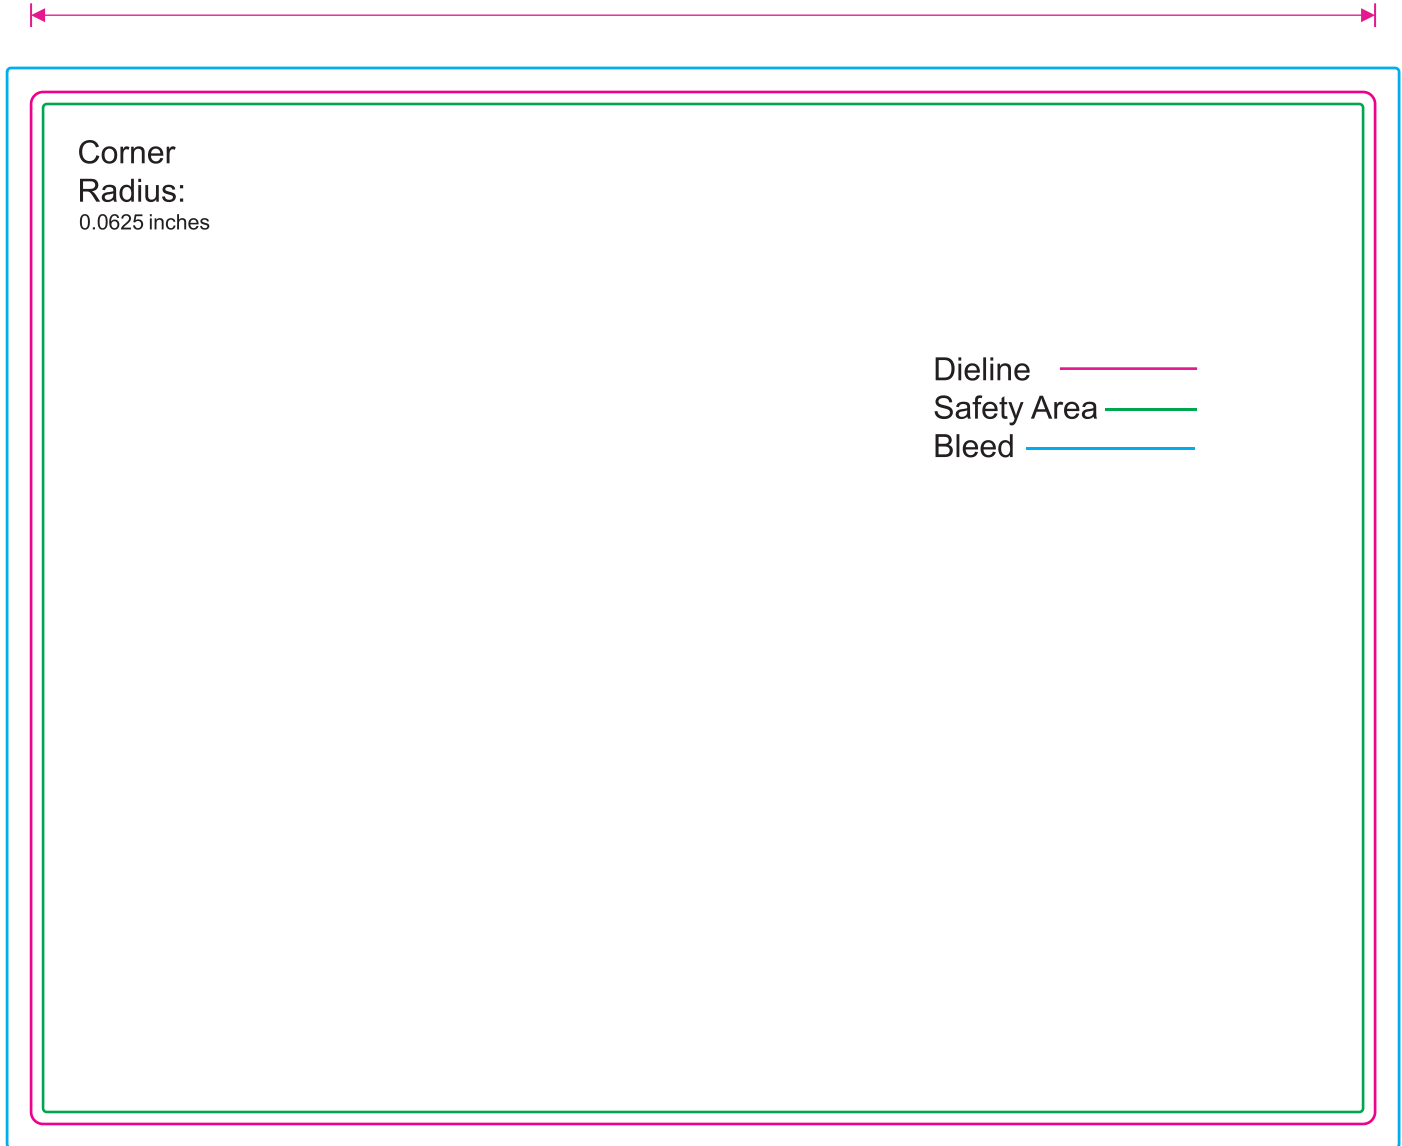 Corner
Radius:
0.0625 inches
Dieline
Safety Area
Bleed